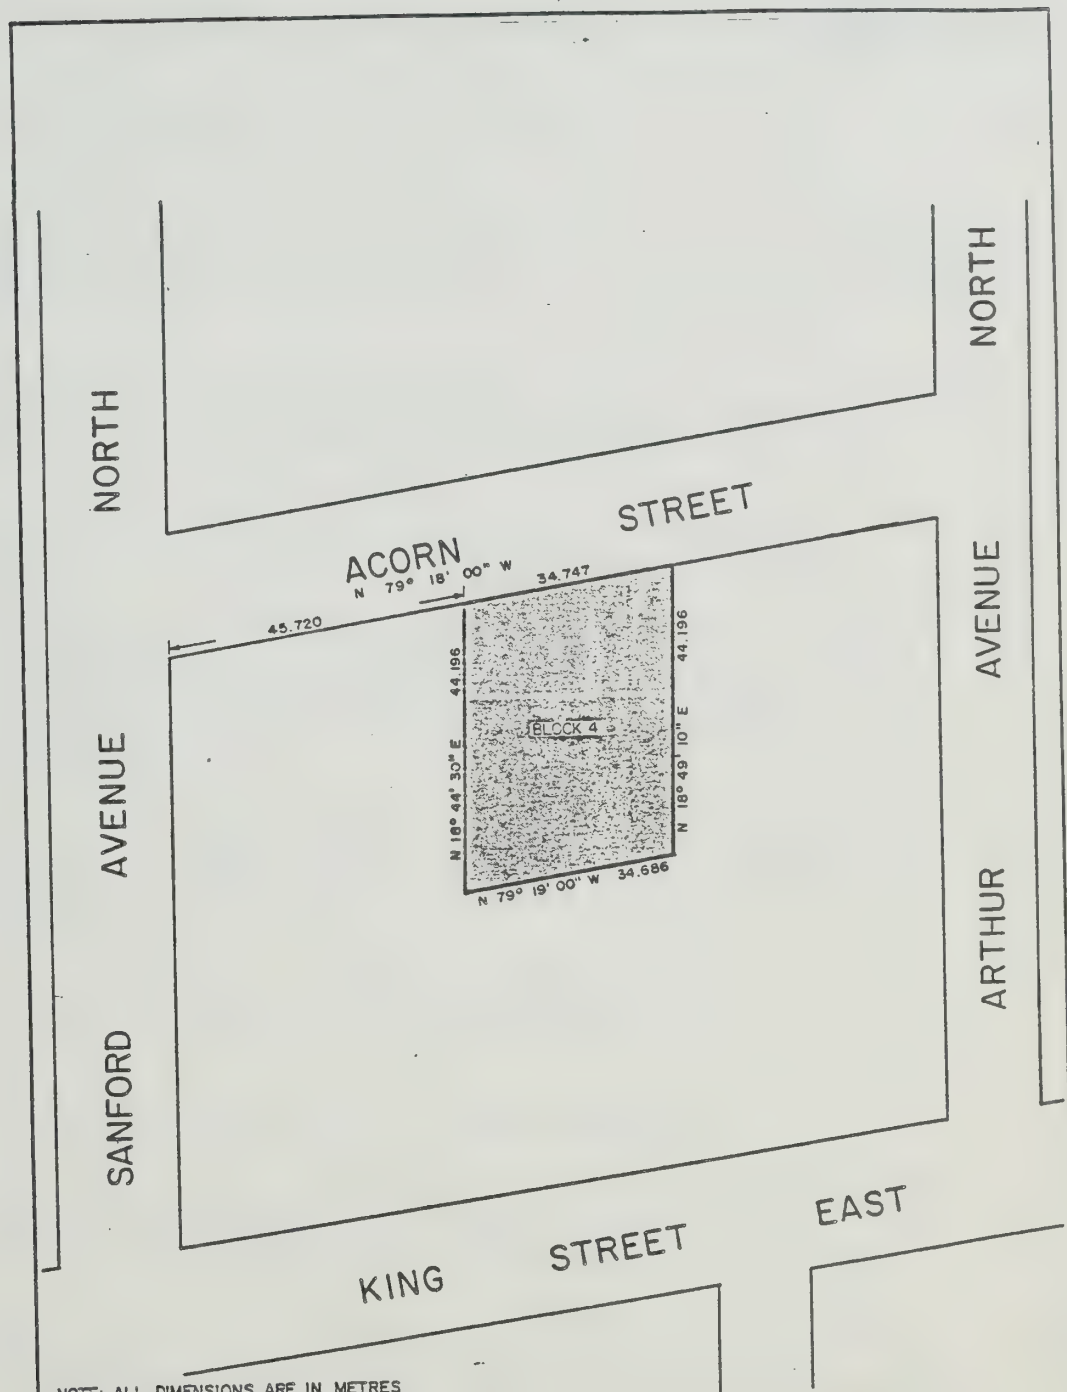 NORTH
NORTH
STREET
ACORN
N 79° 18' 00" W
34.747
45.720
44.196
44.196
AVENUE
BLOCK 4
N 18° 44' 30" E
N 18° 49' 10" E
AVENUE
N 79° 19' 00" W 34.686
ARTHUR
SANFORD
EAST
STREET
KING
NOTE: ALL DIMENSIONS ARE IN METRES